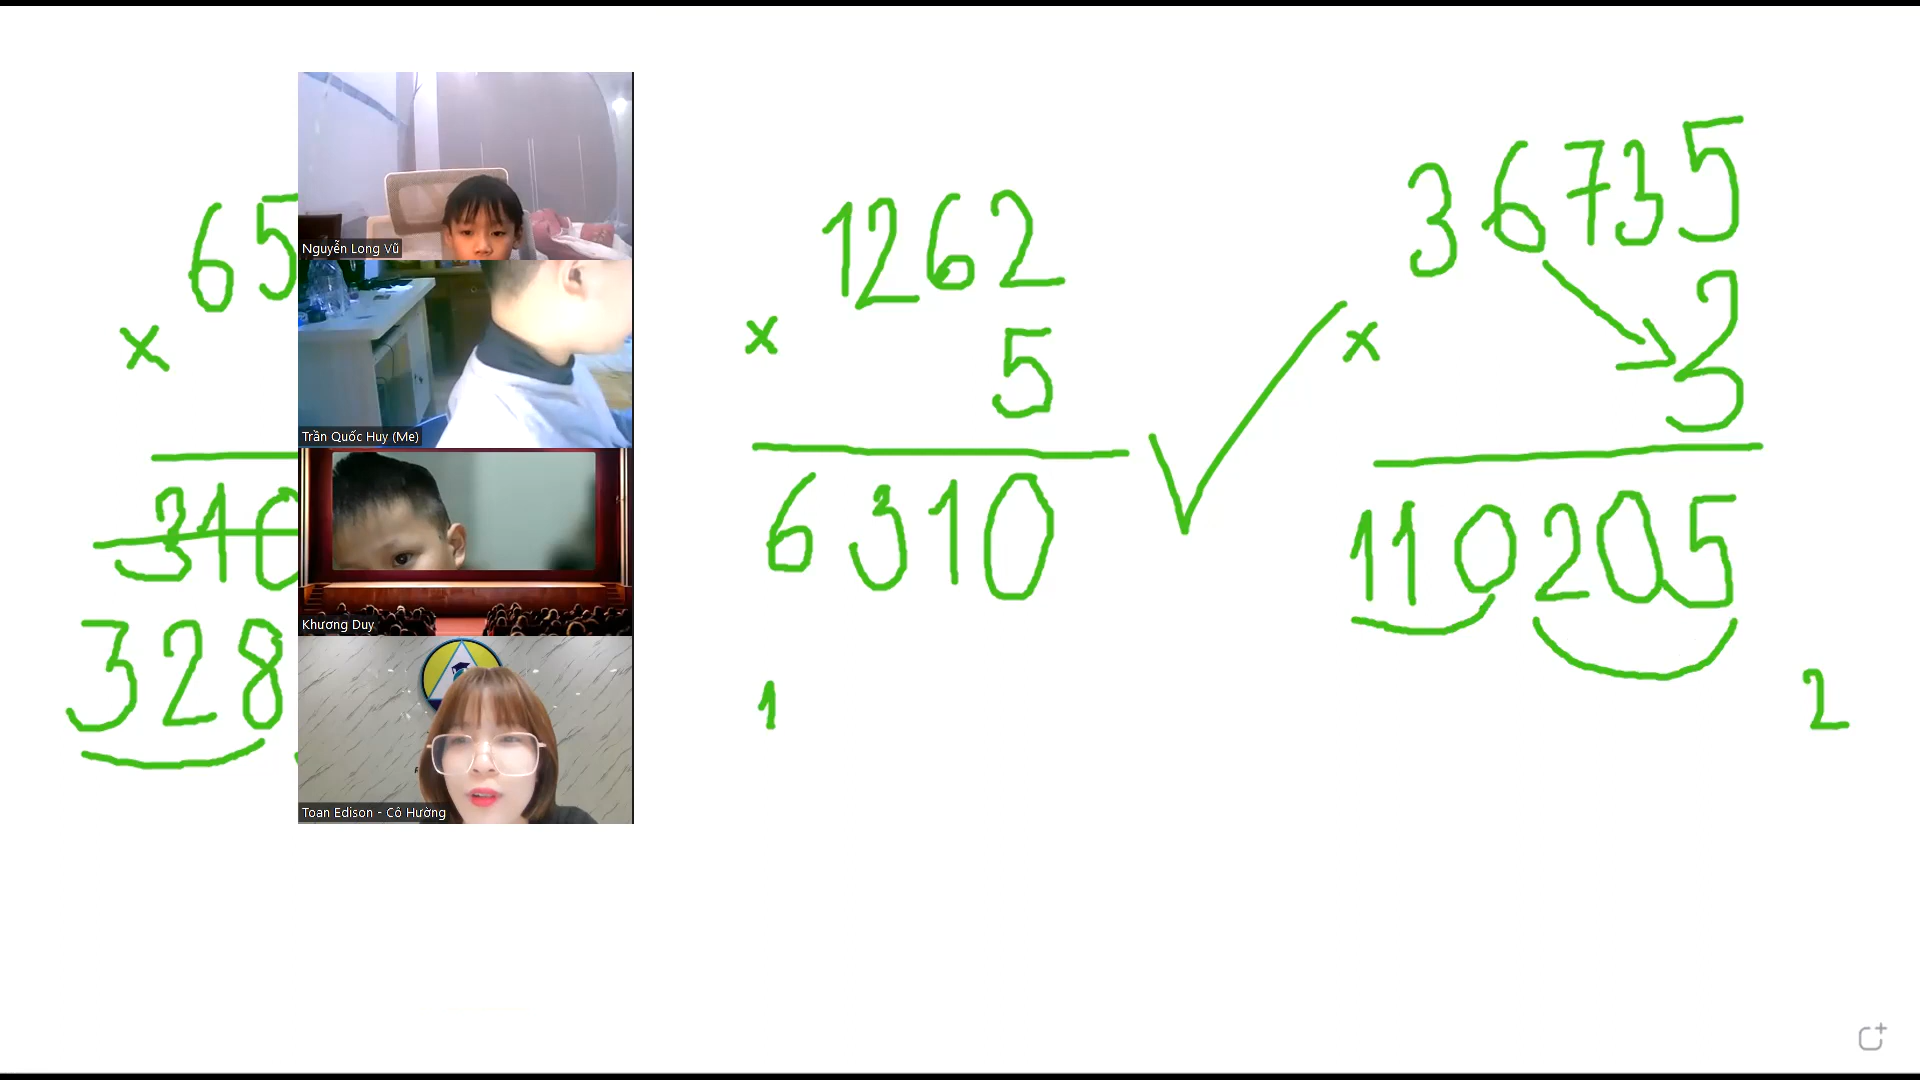 65
x
310
328
Nguyễn Long Vũ
Trần Quốc Huy (Me)
Khương Duy
Toan Edison - Cô Hường
1262
x
5
6310
1
36735
x
3
110205
2